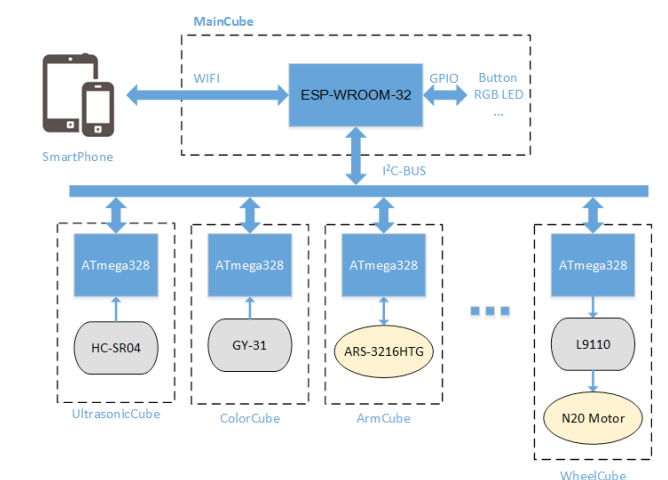 MainCube
WIFI
ESP-WROOM-32
GPIO
Button
RGB LED
...
SmartPhone
I²C-BUS
ATmega328
ATmega328
ATmega328
ATmega328
HC-SR04
GY-31
ARS-3216HTG
L9110
N20 Motor
UltrasonicCube
ColorCube
ArmCube
WheelCube